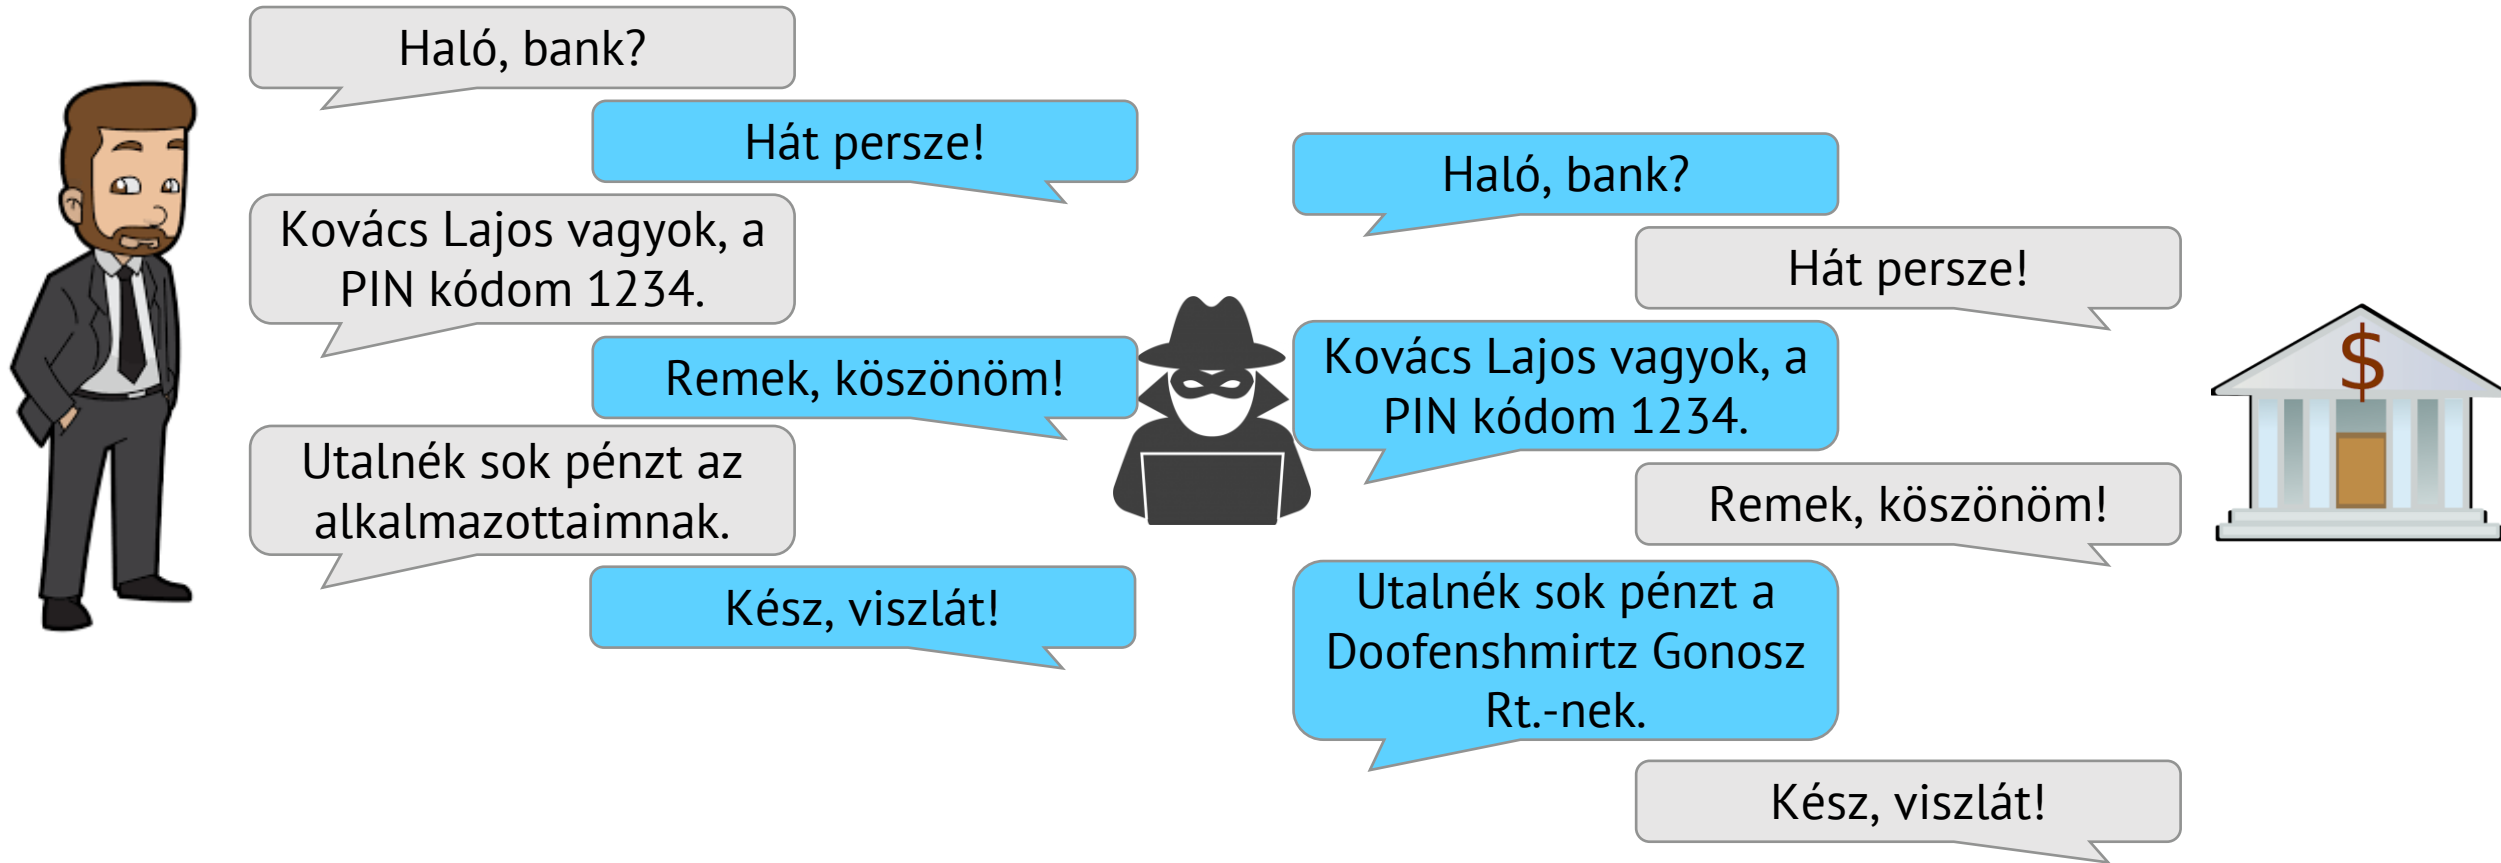 Haló, bank?
Hát persze!
Kovács Lajos vagyok, a
PIN kódom 1234.
Remek, köszönöm!
Utalnék sok pénzt az
alkalmazottaimnak.
Kész, viszlát!
Haló, bank?
Hát persze!
Kovács Lajos vagyok, a
PIN kódom 1234.
Remek, köszönöm!
Utalnék sok pénzt a
Doofenshmirtz Gonosz
Rt.-nek.
Kész, viszlát!
$